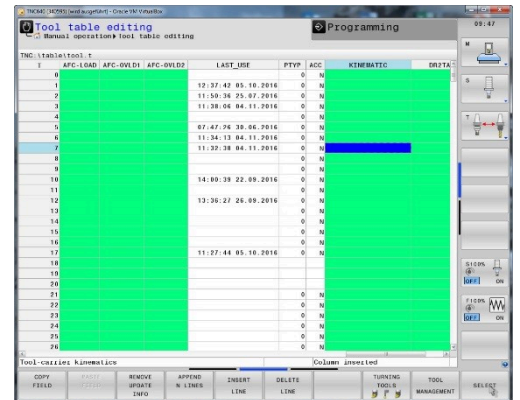 TNC640 (340595) [wird ausgeführt] - Oracle VM VirtualBox
Tool table editing
Programming
09:47
Manual operation▸Tool table editing
TNC:\table\tool.t
T AFC-LOAD AFC-OVLD1 AFC-OVLD2 LAST_USE PTYP ACC KINEMATIC DR2TA
0 0 N
1 12:37:42 05.10.2016 0 N
2 11:50:36 25.07.2016 0 N
3 11:38:06 04.11.2016 0 N
4 0 N
5 07:47:26 30.06.2016 0 N
6 11:34:13 04.11.2016 0 N
7 11:32:38 04.11.2016 0 N
8 0 N
9 0 N
10 14:00:39 22.09.2016 0 N
11 0 N
12 13:36:27 26.09.2016 0 N
13 0 N
14 0 N
15 0 N
16 0 N
17 11:27:44 05.10.2016 0 N
18
19
20
21 0 N
22 0 N
23 0 N
24 0 N
25 0 N
26 0 N
Tool-carrier kinematics
Column inserted
M
S
T
S100%
OFF ON
F100%
OFF ON
COPY FIELD
PASTE FIELD
REMOVE UPDATE INFO
APPEND N LINES
INSERT LINE
DELETE LINE
TURNING TOOLS
TOOL MANAGEMENT
SELECT